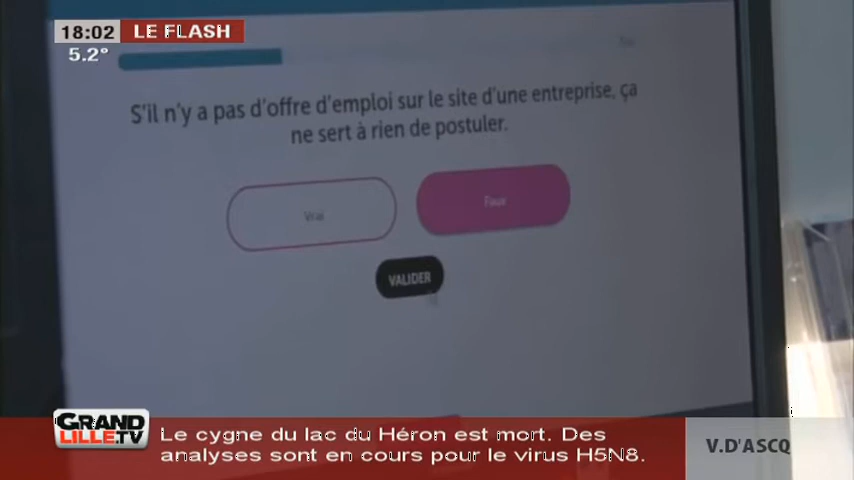 18:02 LE FLASH
5.2°
S'il n'y a pas d'offre d'emploi sur le site d'une entreprise, ça
ne sert à rien de postuler.
Vrai Faux
VALIDER
GRAND
LILLE.TV
Le cygne du lac du Héron est mort. Des
analyses sont en cours pour le virus H5N8.
V.D'ASCQ